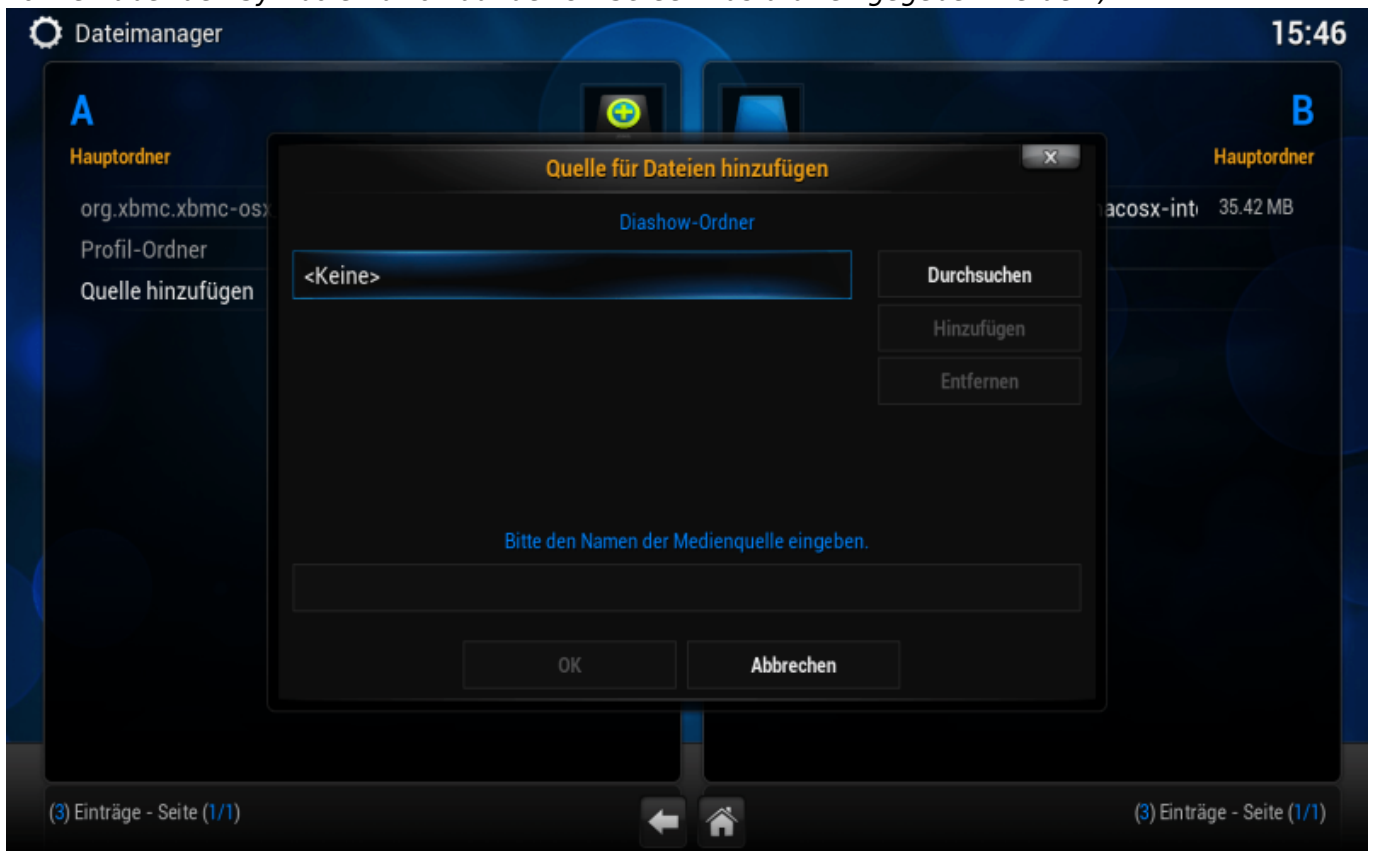 Dateimanager
15:46
A
B
Hauptordner
Hauptordner
Quelle für Dateien hinzufügen
x
org.xbmc.xbmc-osx
acosx-int
35.42 MB
Diashow-Ordner
Profil-Ordner
<Keine>
Durchsuchen
Quelle hinzufügen
Hinzufügen
Entfernen
Bitte den Namen der Medienquelle eingeben.
OK
Abbrechen
(3) Einträge - Seite (1/1)
(3) Einträge - Seite (1/1)